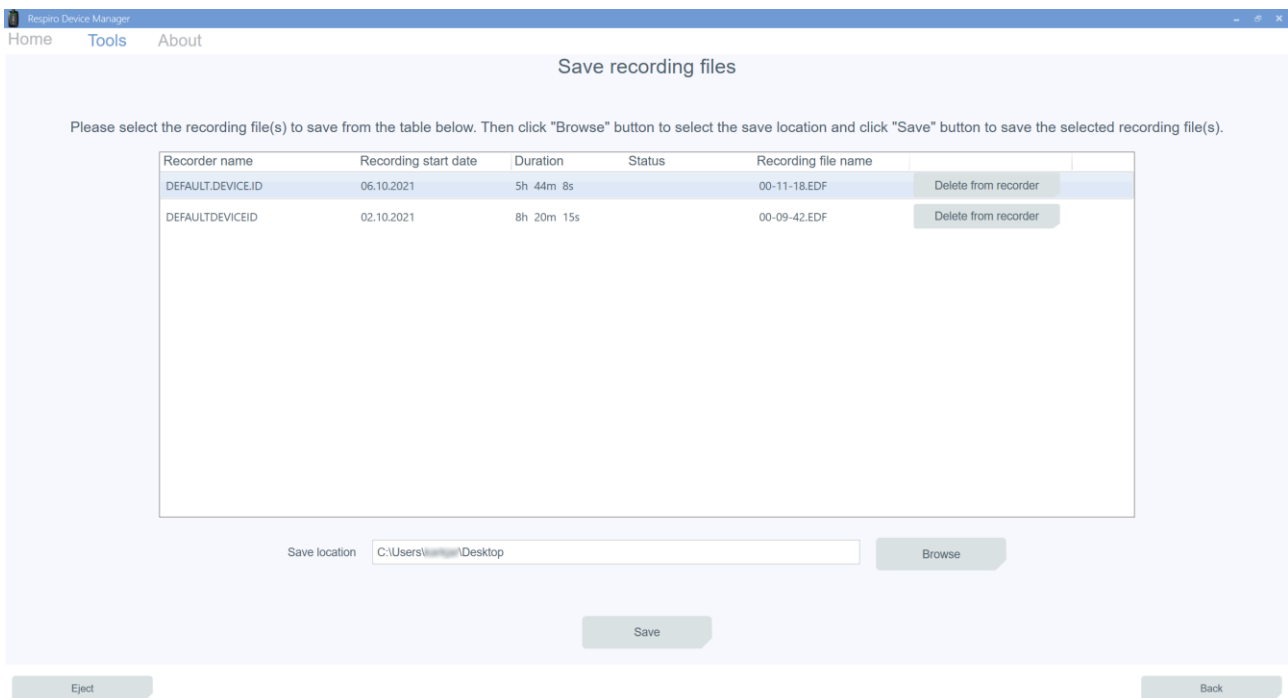 Respiro Device Manager
Home Tools About
Save recording files
Please select the recording file(s) to save from the table below. Then click "Browse" button to select the save location and click "Save" button to save the selected recording file(s).
Recorder name Recording start date Duration Status Recording file name
DEFAULT.DEVICE.ID 06.10.2021 5h 44m 8s 00-11-18.EDF Delete from recorder
DEFAULTDEVICEID 02.10.2021 8h 20m 15s 00-09-42.EDF Delete from recorder
Save location C:\Users\ \Desktop Browse
Save
Eject Back